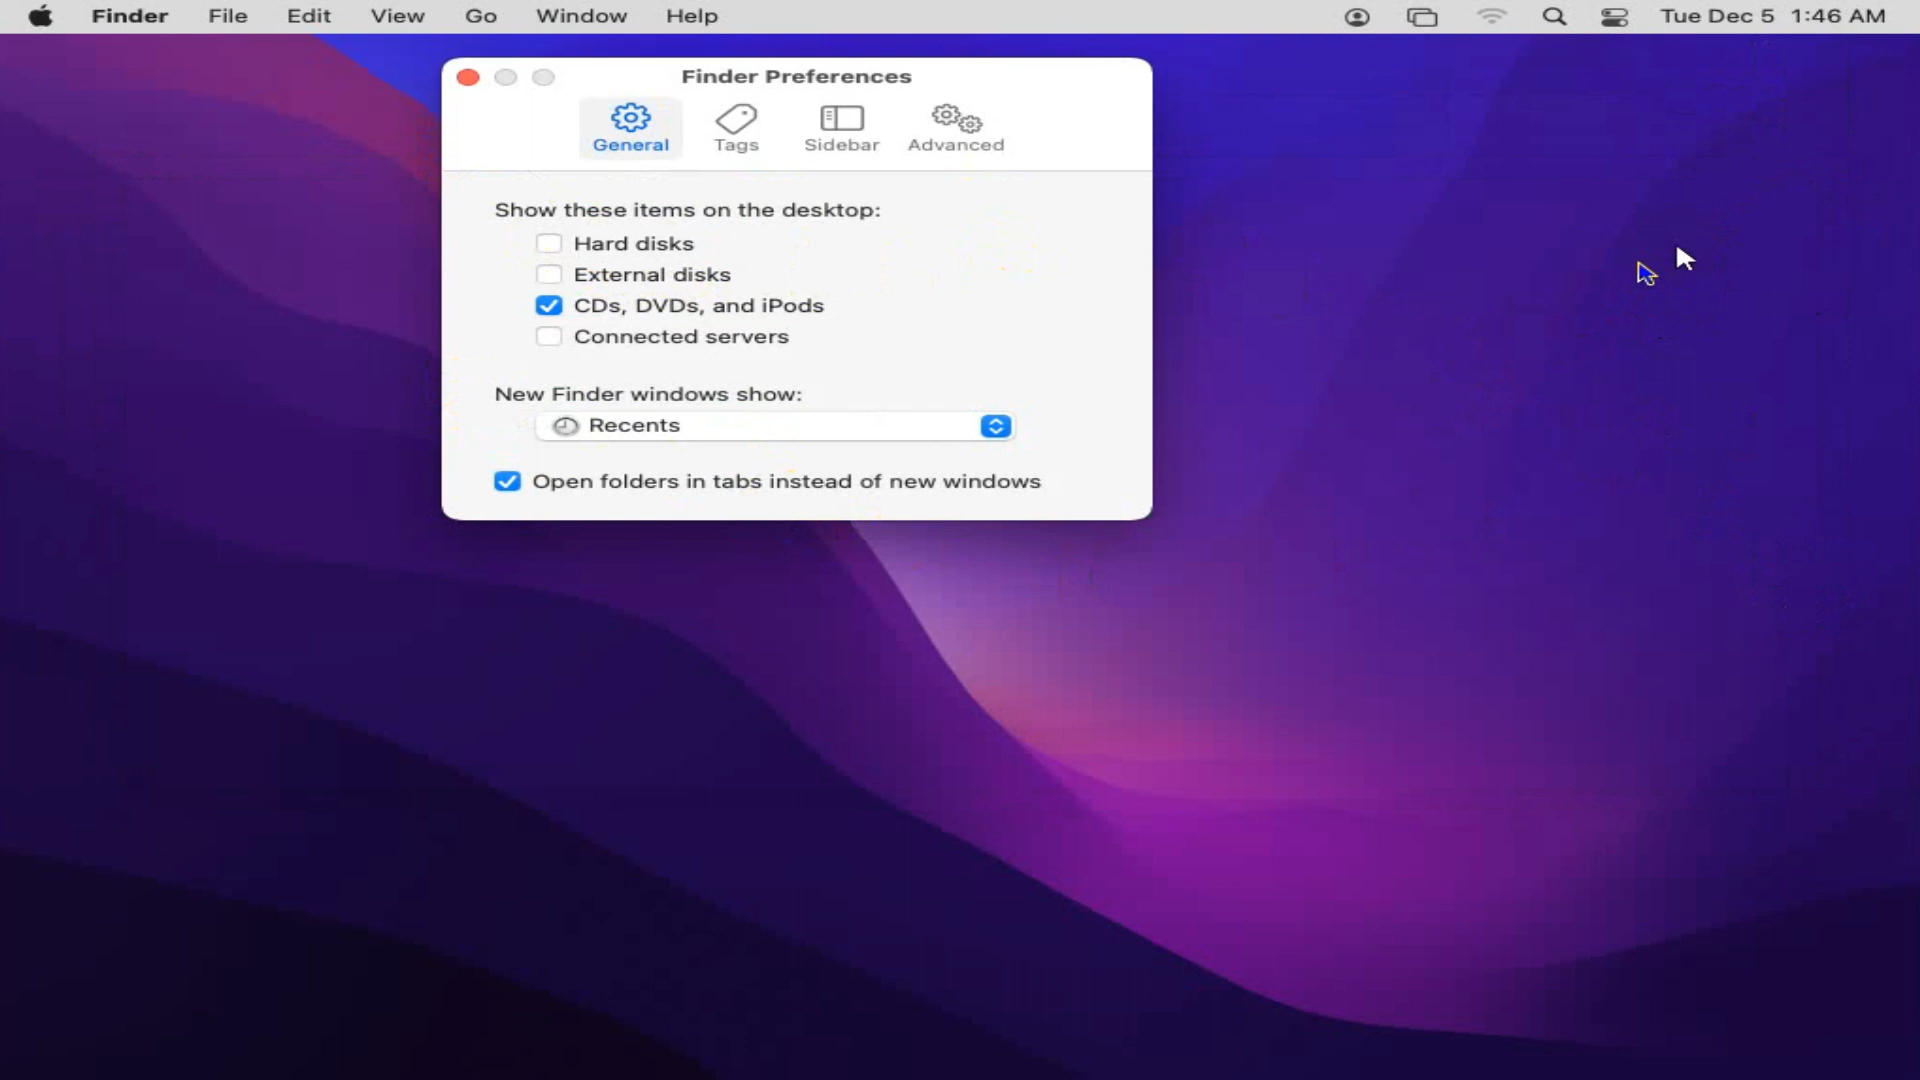 Finder File Edit View Go Window Help Tue Dec 5 1:46 AM
Finder Preferences
General Tags Sidebar Advanced
Show these items on the desktop:
Hard disks
External disks
CDs, DVDs, and iPods
Connected servers
New Finder windows show:
Recents
Open folders in tabs instead of new windows